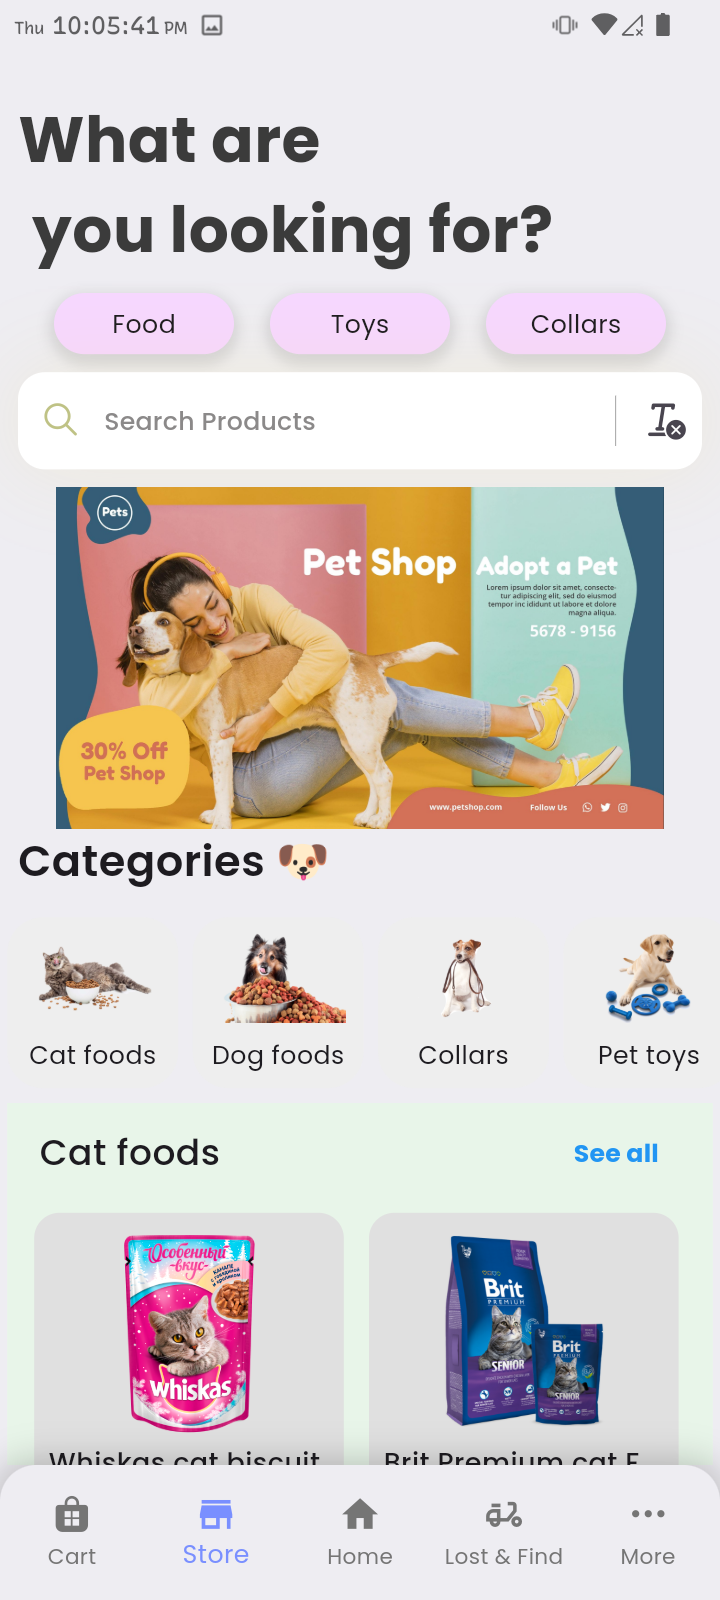 Thu 10:05:41 PM
What are
you looking for?
Food Toys Collars
Search Products
Pets
Pet Shop
Adopt a Pet
Lorem ipsum dolor sit amet, consecte-
tur adipiscing elit, sed do eiusmod
tempor inc ididunt ut labore et dolore
magna aliqua.
5678 - 9156
30% Off
Pet Shop
www.petshop.com Follow Us
Categories 🐶
Cat foods Dog foods Collars Pet toys
Cat foods See all
Особенный
-вкус-
whiskas
Brit
PREMIUM
SENIOR
Brit
PREMIUM
SENIOR
Whiskas cat biscuit Brit Premium cat F
Cart Store Home Lost & Find More